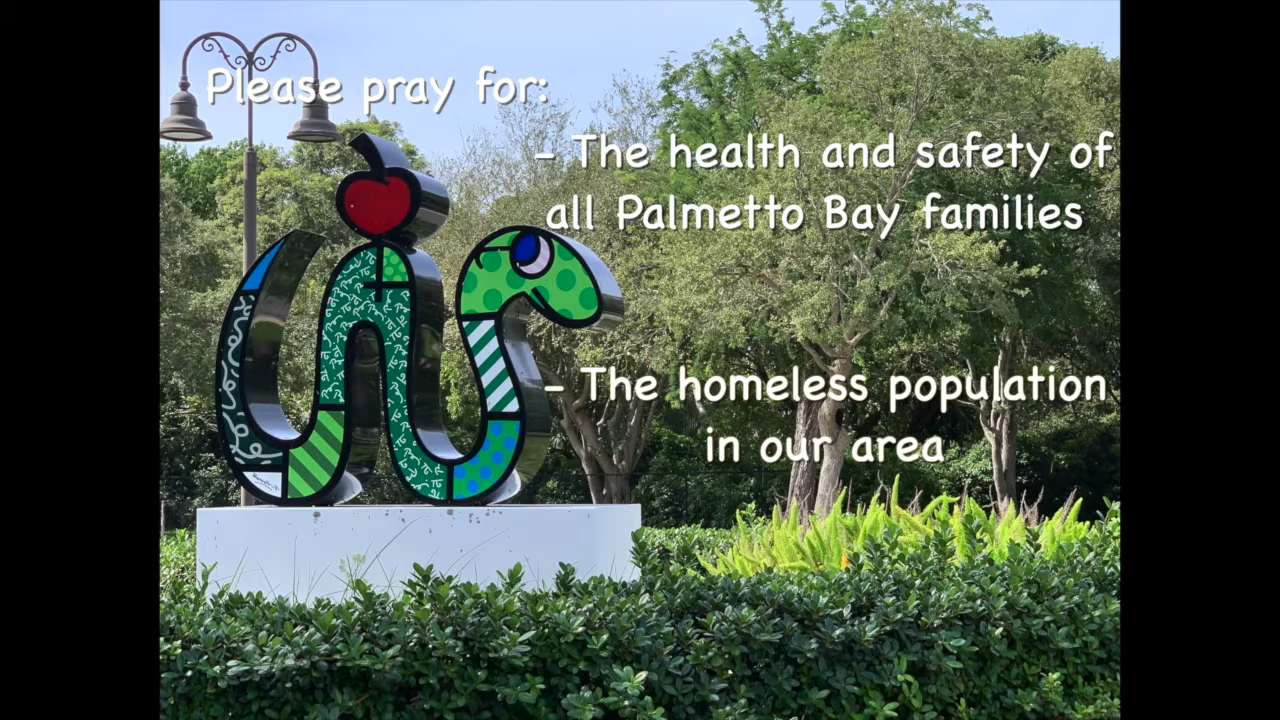 Please pray for:
- The health and safety of
all Palmetto Bay families
- The homeless population
in our area